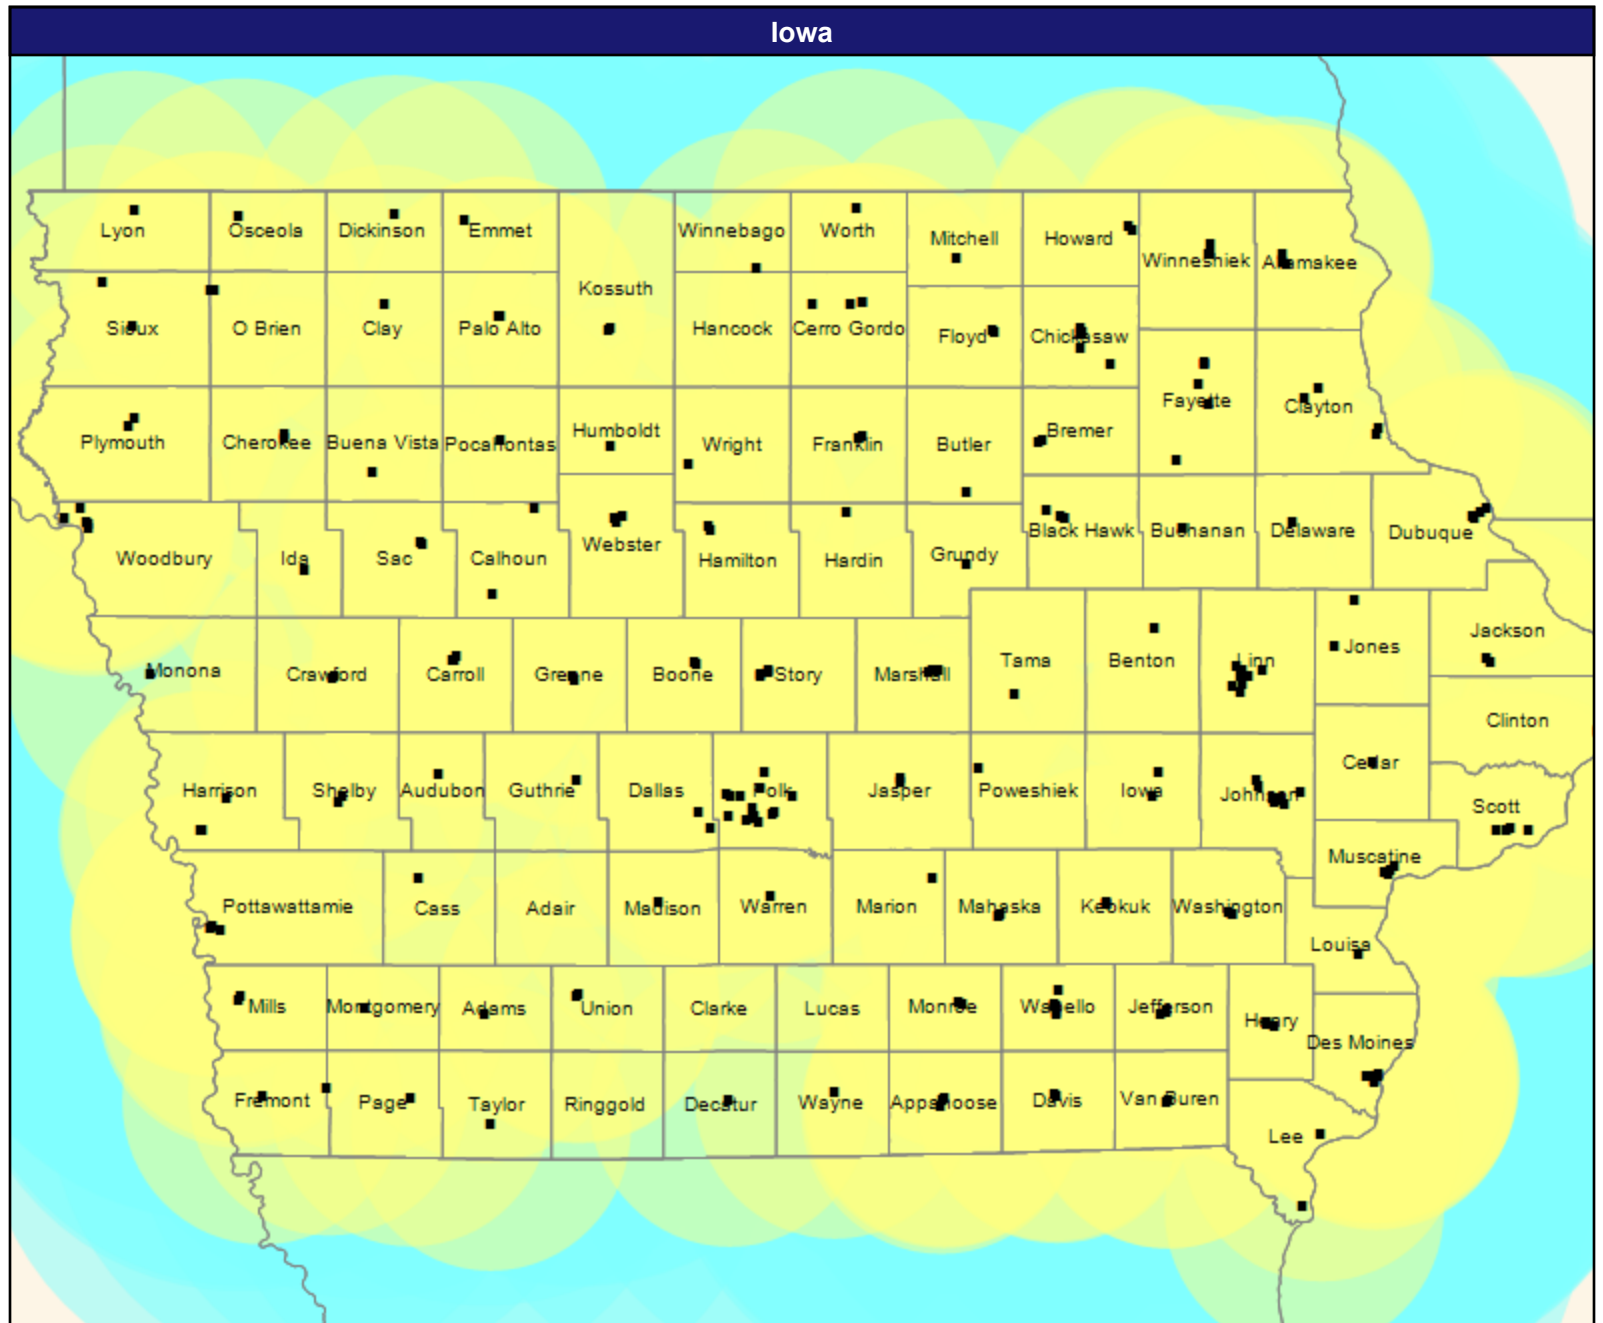 Iowa
Lyon
Osceola
Dickinson
Emmet
Winnebago
Worth
Mitchell
Howard
Winneshiek
Allamakee
Kossuth
Sioux
O Brien
Clay
Palo Alto
Hancock
Cerro Gordo
Floyd
Chickasaw
Fayette
Clayton
Plymouth
Cherokee
Buena Vista
Pocahontas
Humboldt
Wright
Franklin
Butler
Bremer
Woodbury
Ida
Sac
Calhoun
Webster
Hamilton
Hardin
Grundy
Black Hawk
Buchanan
Delaware
Dubuque
Monona
Crawford
Carroll
Greene
Boone
Story
Marshall
Tama
Benton
Linn
Jones
Jackson
Clinton
Harrison
Shelby
Audubon
Guthrie
Dallas
Polk
Jasper
Poweshiek
Iowa
Johnson
Cedar
Scott
Muscatine
Pottawattamie
Cass
Adair
Madison
Warren
Marion
Mahaska
Keokuk
Washington
Louisa
Mills
Montgomery
Adams
Union
Clarke
Lucas
Monroe
Wapello
Jefferson
Henry
Des Moines
Fremont
Page
Taylor
Ringgold
Decatur
Wayne
Appanoose
Davis
Van Buren
Lee